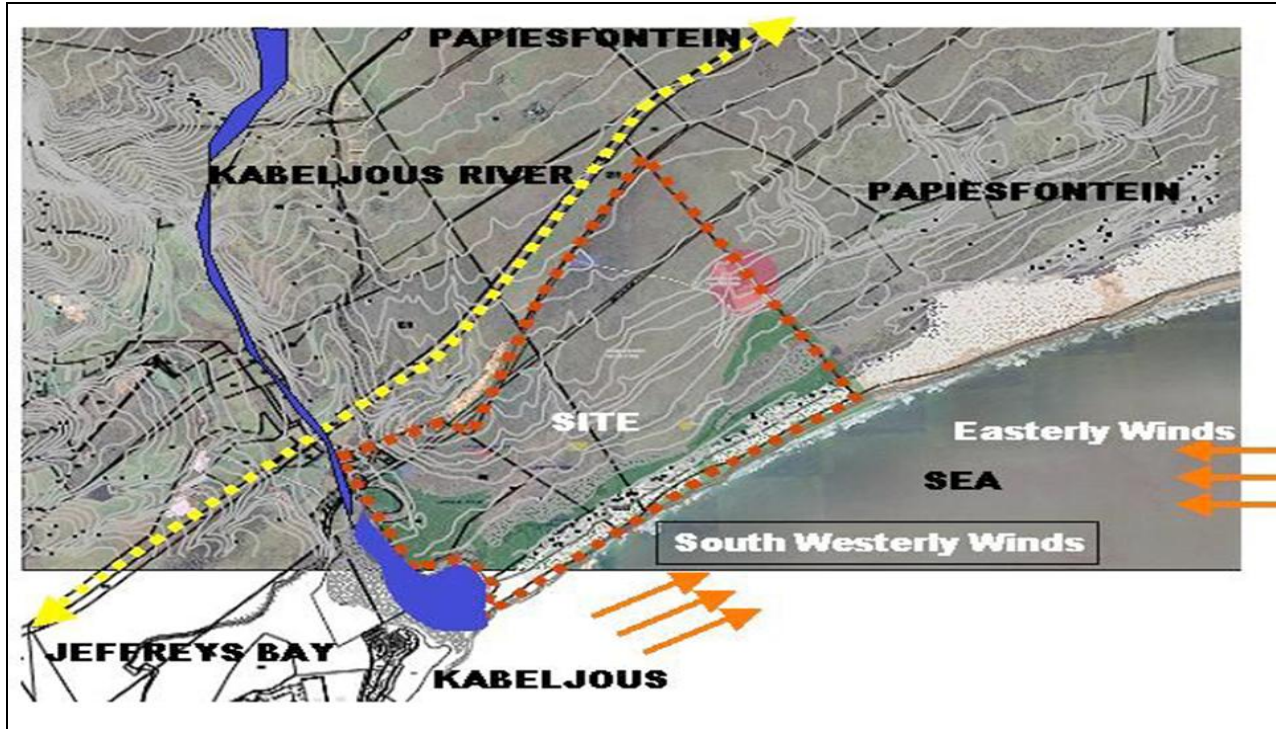 PAPIESFONTEIN
KABELJOUS RIVER
PAPIESFONTEIN
SITE
Easterly Winds
SEA
South Westerly Winds
JEFFREYS BAY
KABELJOUS